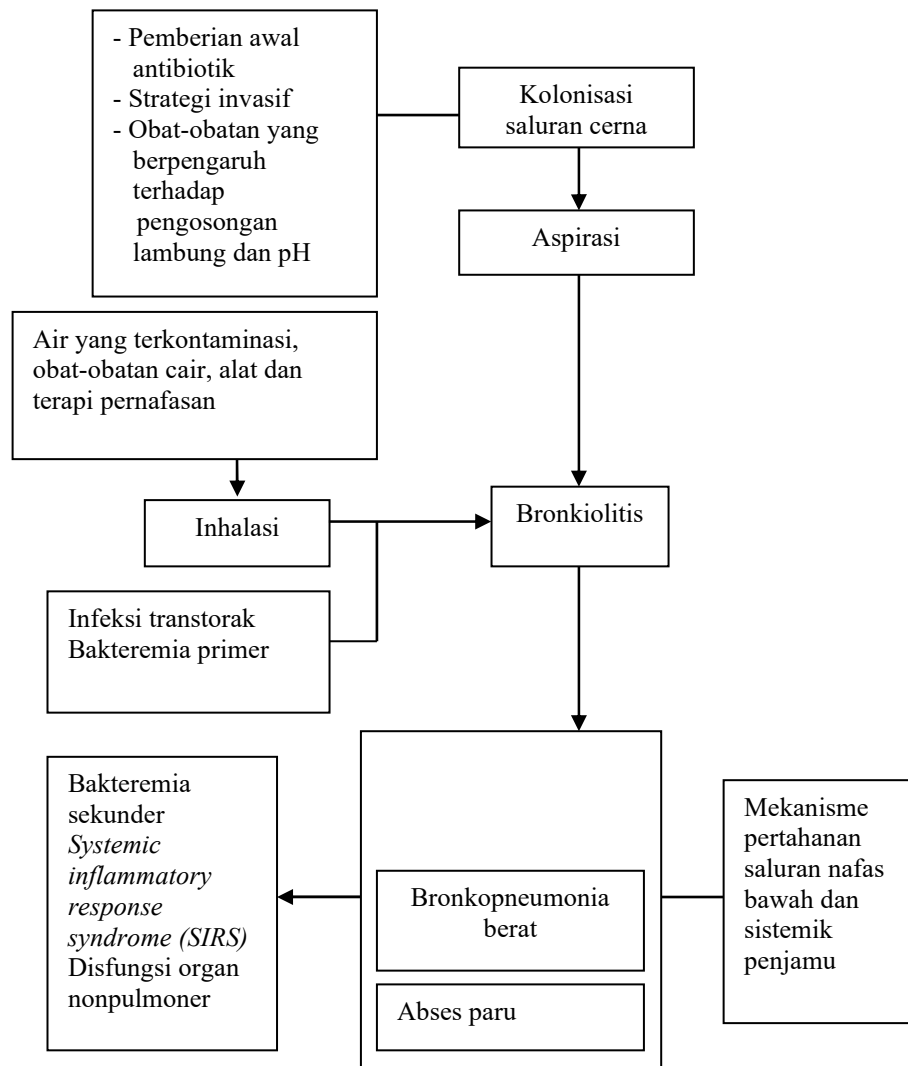 - Pemberian awal
antibiotik
- Strategi invasif
- Obat-obatan yang
berpengaruh
terhadap
pengosongan
lambung dan pH
Kolonisasi
saluran cerna
Aspirasi
Air yang terkontaminasi,
obat-obatan cair, alat dan
terapi pernafasan
Inhalasi
Bronkiolitis
Infeksi transtorak
Bakteremia primer
Bakteremia
sekunder
Systemic
inflammatory
response
syndrome (SIRS)
Disfungsi organ
nonpulmoner
Bronkopneumonia
berat
Abses paru
Mekanisme
pertahanan
saluran nafas
bawah dan
sistemik
penjamu